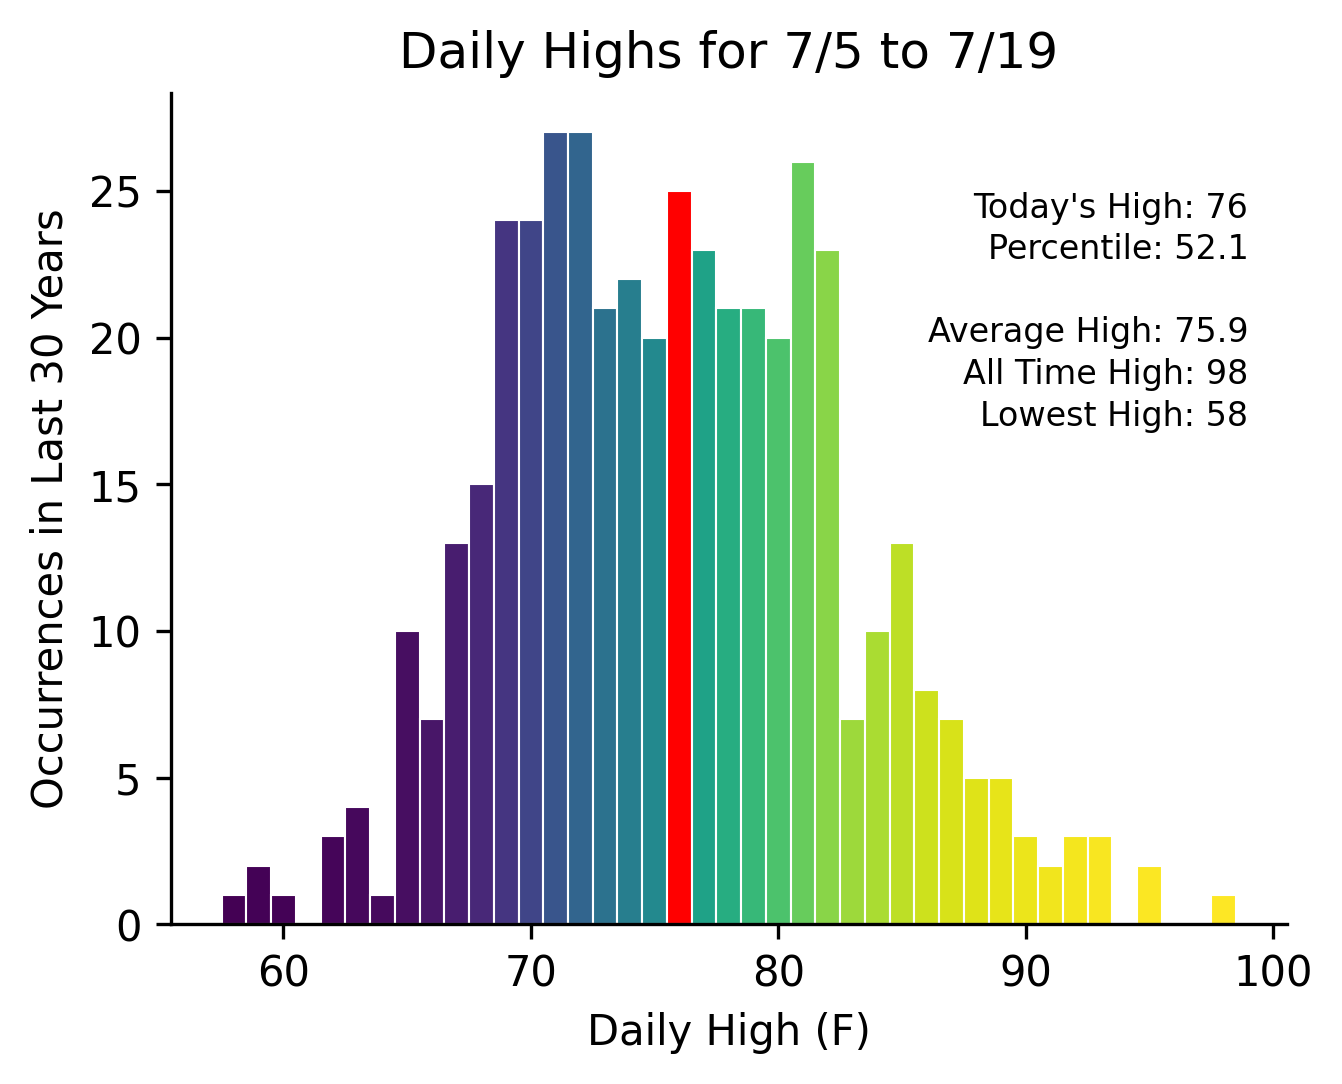 Daily Highs for 7/5 to 7/19
Today's High: 76
Percentile: 52.1
Average High: 75.9
All Time High: 98
Lowest High: 58
Occurrences in Last 30 Years
25
20
15
10
5
0
60 70 80 90 100
Daily High (F)